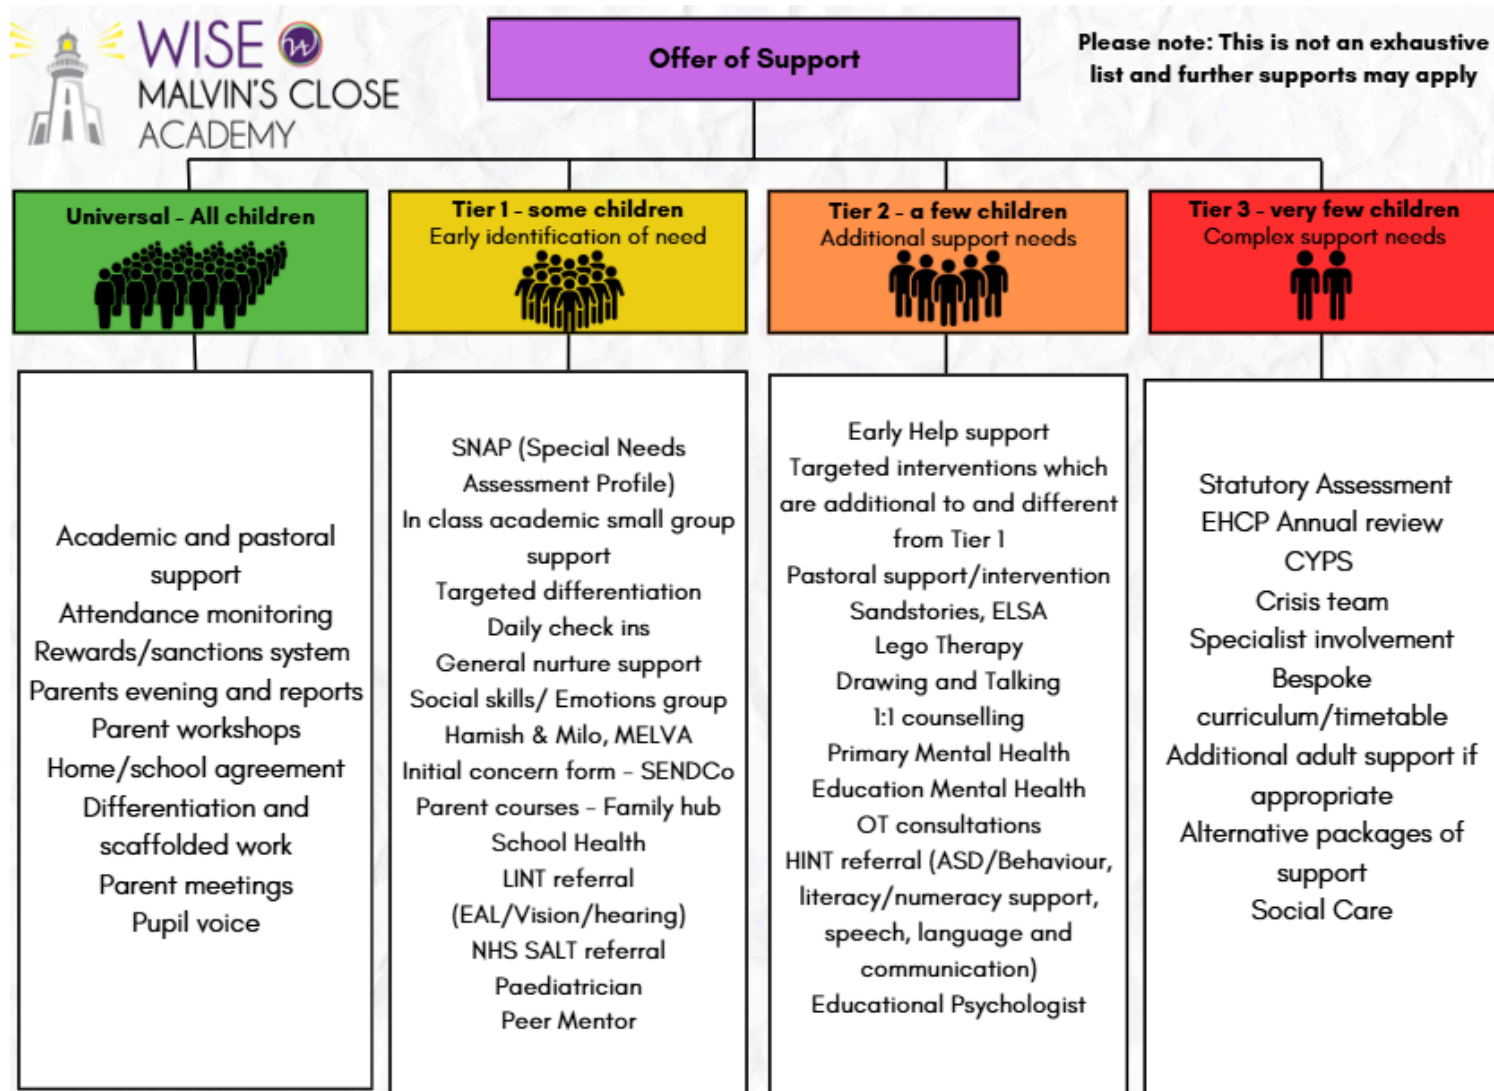 WISE
MALVIN'S CLOSE
ACADEMY
Offer of Support
Please note: This is not an exhaustive
list and further supports may apply
Universal - All children
Tier 1 - some children
Early identification of need
Tier 2 - a few children
Additional support needs
Tier 3 - very few children
Complex support needs
Academic and pastoral
support
Attendance monitoring
Rewards/sanctions system
Parents evening and reports
Parent workshops
Home/school agreement
Differentiation and
scaffolded work
Parent meetings
Pupil voice
SNAP (Special Needs
Assessment Profile)
In class academic small group
support
Targeted differentiation
Daily check ins
General nurture support
Social skills/ Emotions group
Hamish & Milo, MELVA
Initial concern form - SENDCo
Parent courses - Family hub
School Health
LINT referral
(EAL/Vision/hearing)
NHS SALT referral
Paediatrician
Peer Mentor
Early Help support
Targeted interventions which
are additional to and different
from Tier 1
Pastoral support/intervention
Sandstories, ELSA
Lego Therapy
Drawing and Talking
1:1 counselling
Primary Mental Health
Education Mental Health
OT consultations
HINT referral (ASD/Behaviour,
literacy/numeracy support,
speech, language and
communication)
Educational Psychologist
Statutory Assessment
EHCP Annual review
CYPS
Crisis team
Specialist involvement
Bespoke
curriculum/timetable
Additional adult support if
appropriate
Alternative packages of
support
Social Care